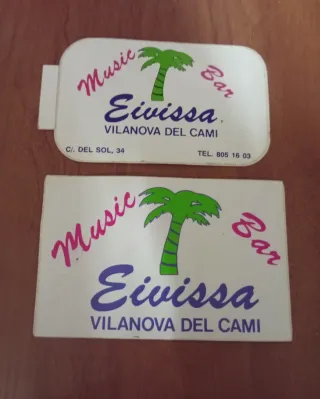 Music Bar
Eivissa
VILANOVA DEL CAMI
C/. DEL SOL, 34 TEL. 805 16 03
Music Bar
Eivissa
VILANOVA DEL CAMI